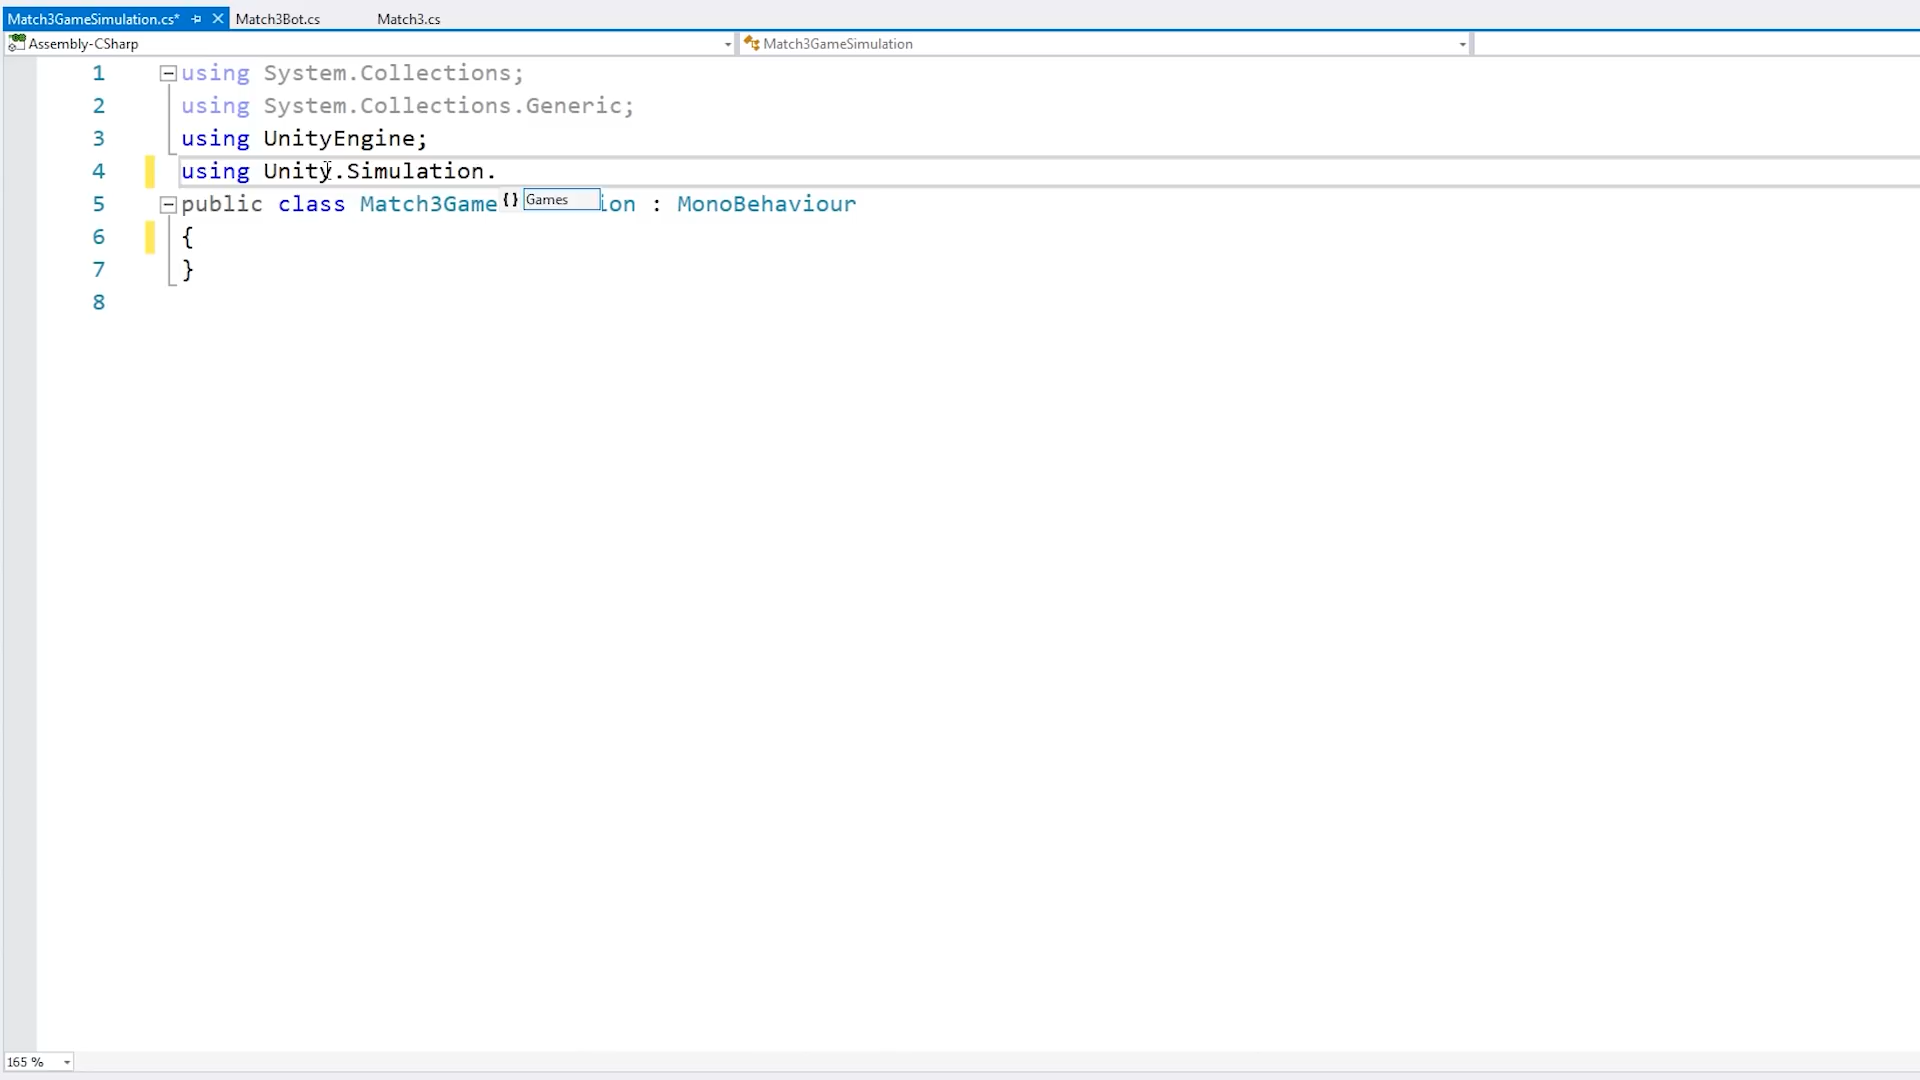 Match3GameSimulation.cs* Match3Bot.cs Match3.cs
Assembly-CSharp Match3GameSimulation
1 using System.Collections;
2 using System.Collections.Generic;
3 using UnityEngine;
4 using Unity.Simulation.
{} Games
5 public class Match3Game ion : MonoBehaviour
6 {
7 }
8
165 %